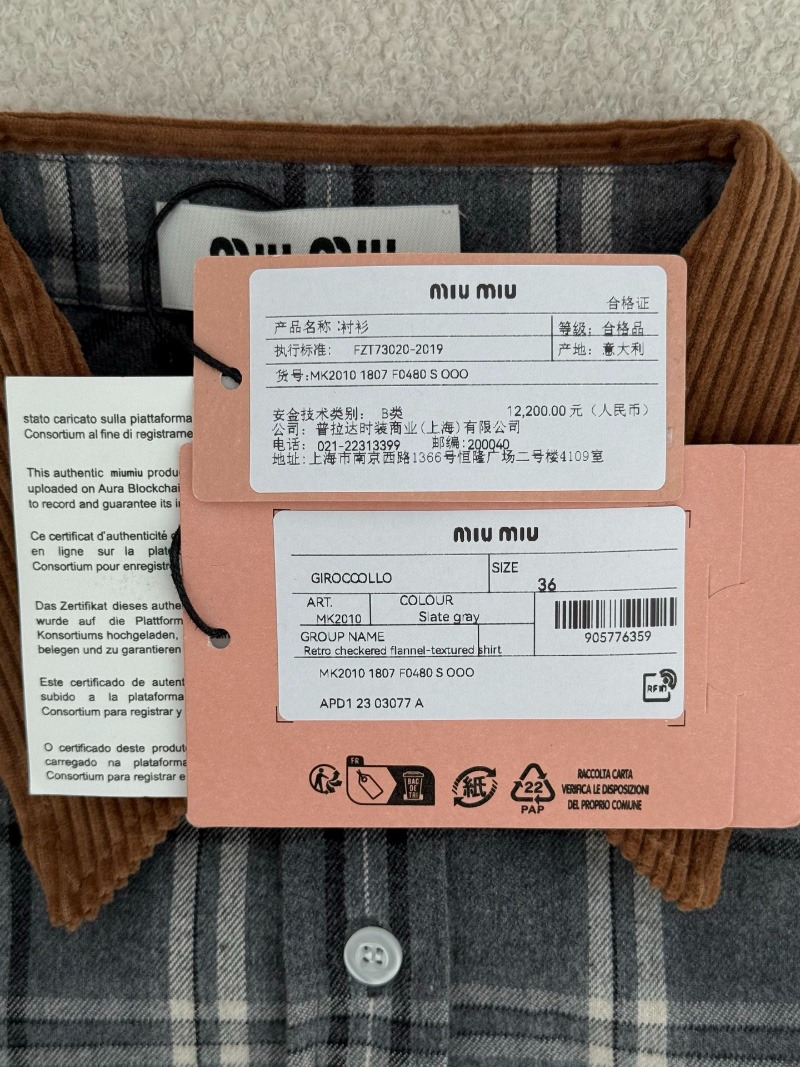 miu miu
miu miu
合格证
产品名称:衬衫
等级: 合格品
执行标准: FZT73020-2019
产地: 意大利
货号:MK2010 1807 F0480 S OOO
安金技术类别: B类
12,200.00 元（人民币）
公司: 普拉达时装商业(上海)有限公司
电话: 021-22313399 邮编:200040
地址:上海市南京西路1366号恒隆广场二号楼4109室
stato caricato sulla piattaforma
Consortium al fine di registrare
This authentic miumiu
uploaded on Aura Blockchai
to record and guarantee its
Ce certificat d'authenticité
en ligne sur la
Consortium pour
Das Zertifikat dieses
wurde auf die Plattform
Konsortiums hochgeladen,
belegen und zu garantieren
Este certificado de
subido a la plataforma
Consortium para registrar y
O certificado deste
carregado na plataforma
Consortium para registrar e
miu miu
GIROCCOLLO
SIZE
36
ART.
MK2010
COLOUR
Slate gray
905776359
GROUP NAME
Retro checkered flannel-textured shirt
MK2010 1807 F0480 S OOO
RFID
APD1 23 03077 A
FR
BAC
DE
TRI
紙
22
PAP
RACCOLTA CARTA
VERIFICA LE DISPOSIZIONI
DEL PROPRIO COMUNE